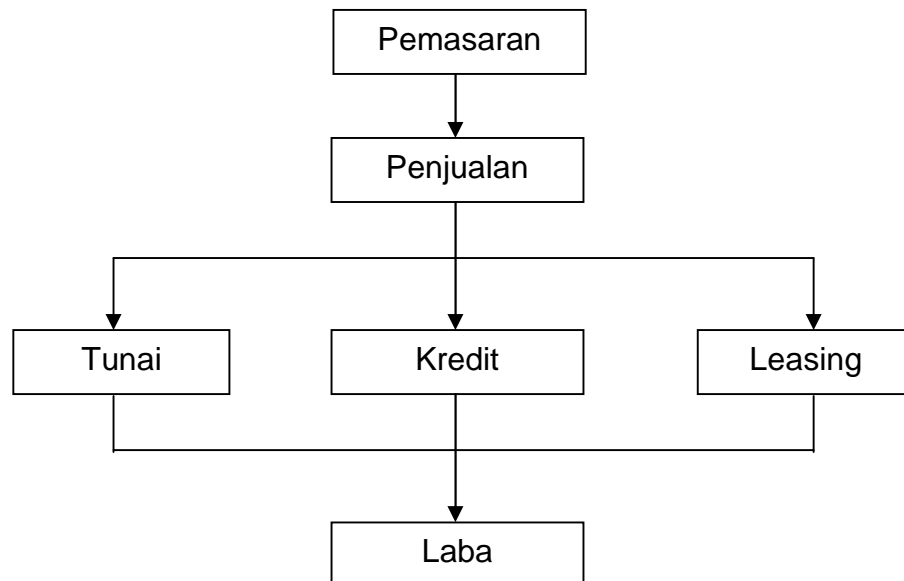 Pemasaran
Penjualan
Tunai
Kredit
Leasing
Laba